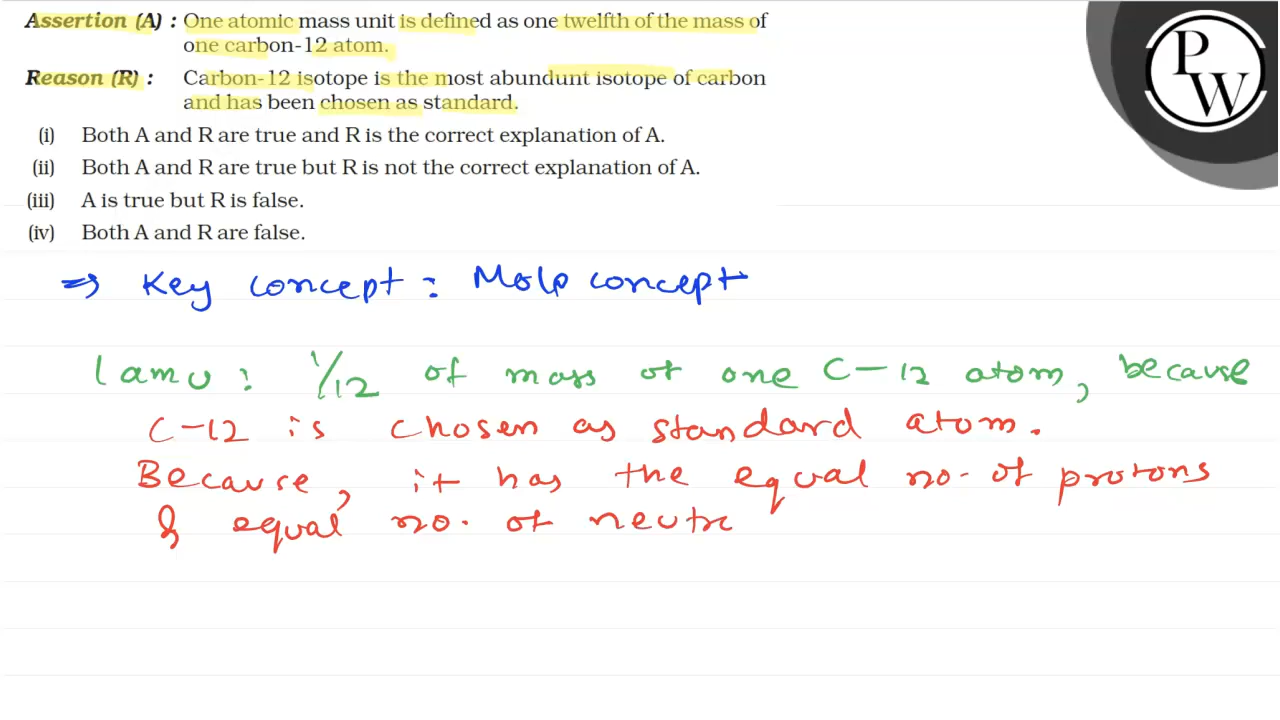 Assertion (A) : One atomic mass unit is defined as one twelfth of the mass of
one carbon-12 atom.
Reason (R) : Carbon-12 isotope is the most abundunt isotope of carbon
and has been chosen as standard.
(i) Both A and R are true and R is the correct explanation of A.
(ii) Both A and R are true but R is not the correct explanation of A.
(iii) A is true but R is false.
(iv) Both A and R are false.
PW
⇒ Key concept : Mole concept
1 amu : 1/12 of mass of one C-12 atom, because
C-12 is chosen as standard atom.
Because, it has the equal no. of protons
& equal no. of neutr